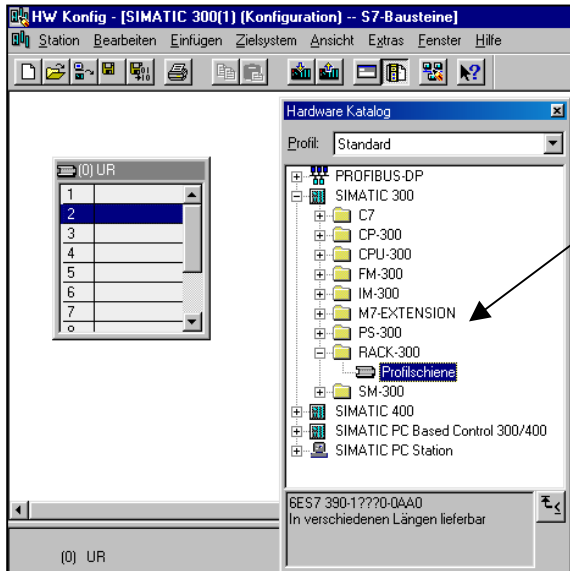 HW Konfig - [SIMATIC 300(1) (Konfiguration) -- S7-Bausteine]
Station Bearbeiten Einfügen Zielsystem Ansicht Extras Fenster Hilfe
Hardware Katalog
Profil: Standard
(0) UR
1
2
3
4
5
6
7
PROFIBUS-DP
SIMATIC 300
C7
CP-300
CPU-300
FM-300
IM-300
M7-EXTENSION
PS-300
RACK-300
Profilschiene
SM-300
SIMATIC 400
SIMATIC PC Based Control 300/400
SIMATIC PC Station
6ES7 390-1???0-0AA0
In verschiedenen Längen lieferbar
(0) UR